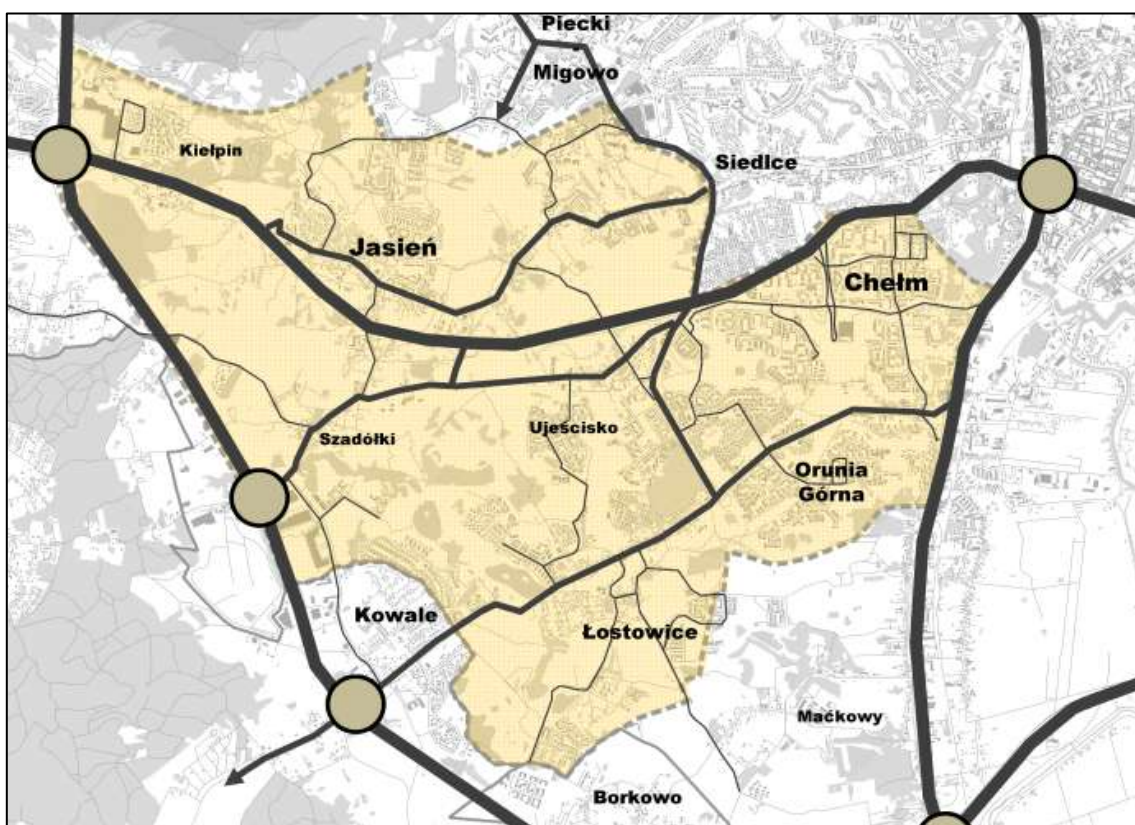 Piecki
Migowo
Kiełpin
Siedlce
Jasień
Chełm
Szadółki
Ujeścisko
Orunia
Górna
Kowale
Łostowice
Maćkowy
Borkowo